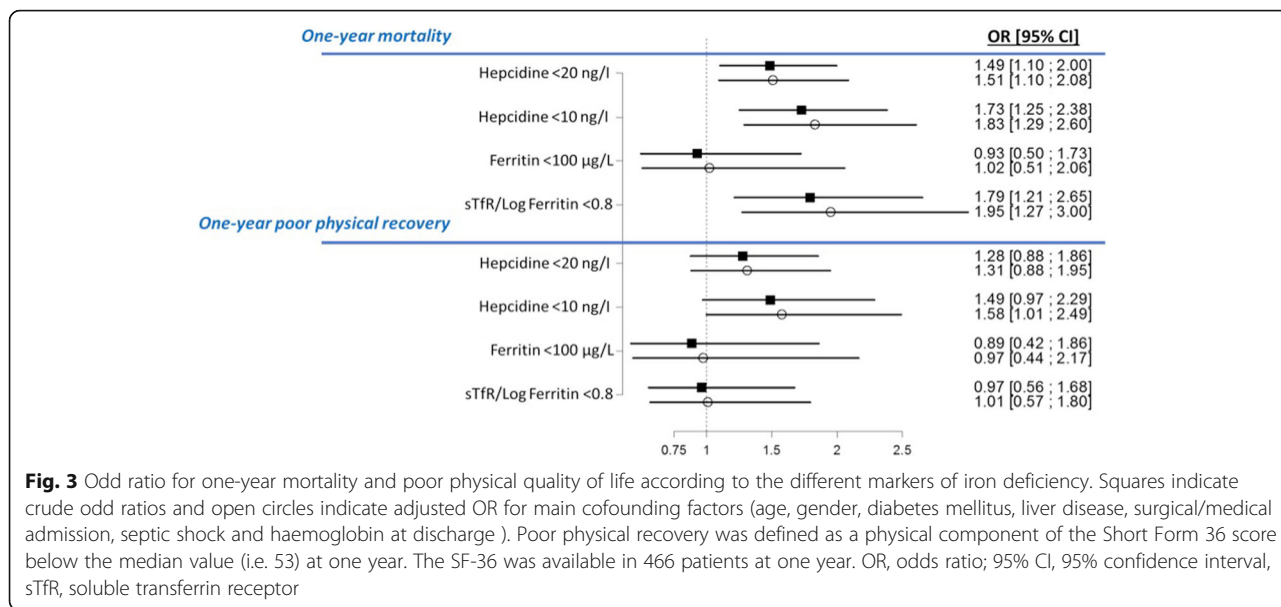 One-year mortality
OR [95% CI]
Hepcidine <20 ng/l
1.49 [1.10 ; 2.00]
1.51 [1.10 ; 2.08]
Hepcidine <10 ng/l
1.73 [1.25 ; 2.38]
1.83 [1.29 ; 2.60]
Ferritin <100 µg/L
0.93 [0.50 ; 1.73]
1.02 [0.51 ; 2.06]
sTfR/Log Ferritin <0.8
1.79 [1.21 ; 2.65]
1.95 [1.27 ; 3.00]
One-year poor physical recovery
Hepcidine <20 ng/l
1.28 [0.88 ; 1.86]
1.31 [0.88 ; 1.95]
Hepcidine <10 ng/l
1.49 [0.97 ; 2.29]
1.58 [1.01 ; 2.49]
Ferritin <100 µg/L
0.89 [0.42 ; 1.86]
0.97 [0.44 ; 2.17]
sTfR/Log Ferritin <0.8
0.97 [0.56 ; 1.68]
1.01 [0.57 ; 1.80]
0.75 1 1.5 2 2.5
Fig. 3 Odd ratio for one-year mortality and poor physical quality of life according to the different markers of iron deficiency. Squares indicate
crude odd ratios and open circles indicate adjusted OR for main cofounding factors (age, gender, diabetes mellitus, liver disease, surgical/medical
admission, septic shock and haemoglobin at discharge ). Poor physical recovery was defined as a physical component of the Short Form 36 score
below the median value (i.e. 53) at one year. The SF-36 was available in 466 patients at one year. OR, odds ratio; 95% CI, 95% confidence interval,
sTfR, soluble transferrin receptor